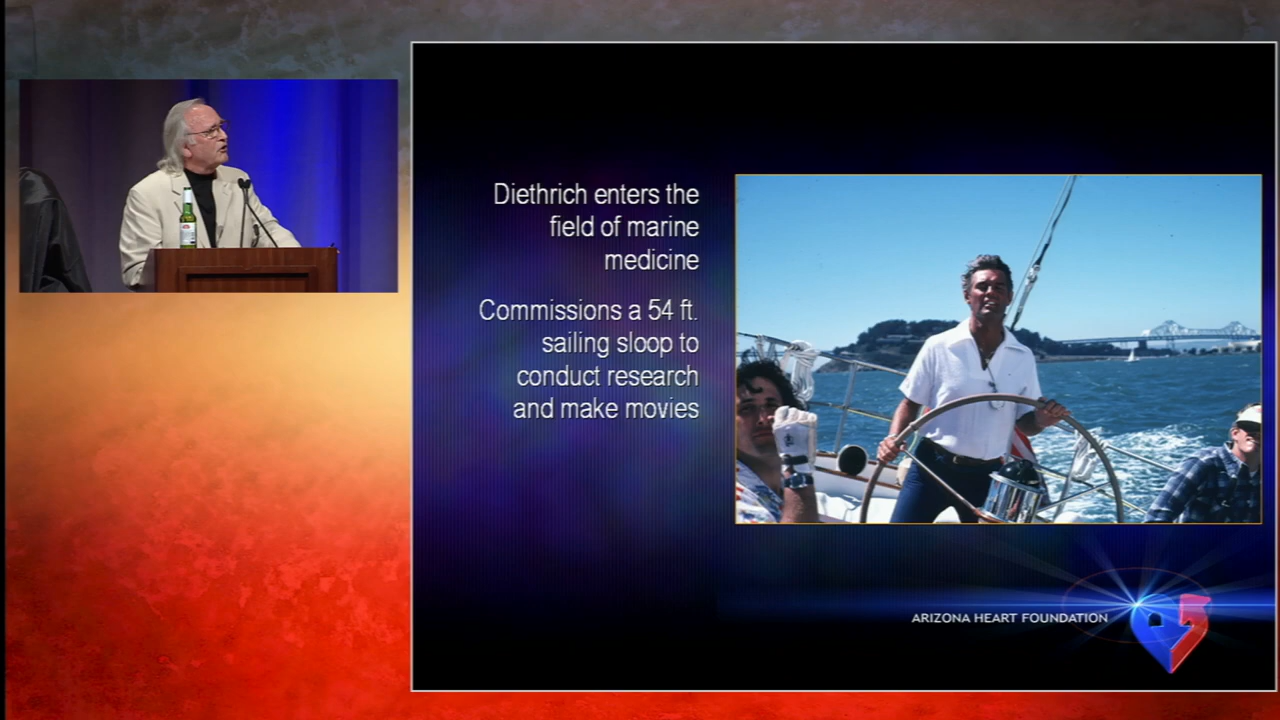 Diethrich enters the
field of marine
medicine
Commissions a 54 ft.
sailing sloop to
conduct research
and make movies
ARIZONA HEART FOUNDATION